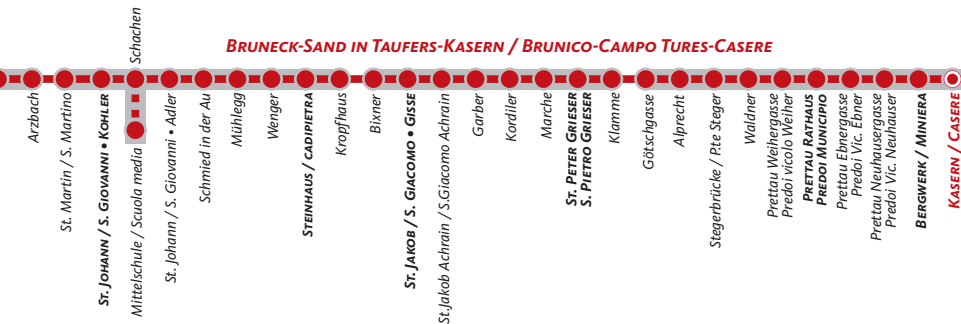 Schachen
BRUNECK-SAND IN TAUFERS-KASERN / BRUNICO-CAMPO TURES-CASERE
Arzbach
St. Martin / S. Martino
ST. JOHANN / S. GIOVANNI • KOHLER
Mittelschule / Scuola media
St. Johann / S. Giovanni • Adler
Schmied in der Au
Mühlegg
Wenger
STEINHAUS / CADIPIETRA
Kropfhaus
Bixner
ST. JAKOB / S. GIACOMO • GISSE
St.Jakob Achrain / S.Giacomo Achrain
Garber
Kordiler
Marche
ST. PETER GRIESER
S. PIETRO GRIESER
Klamme
Götschgasse
Alprecht
Stegerbrücke / P.te Steger
Waldner
Prettau Weihergasse
Predoi vicolo Weiher
PRETTAU RATHAUS
PREDOI MUNICIPIO
Prettau Ebnergasse
Predoi Vic. Ebner
Prettau Neuhausergasse
Predoi Vic. Neuhauser
BERGWERK / MINIERA
KASERN / CASERE